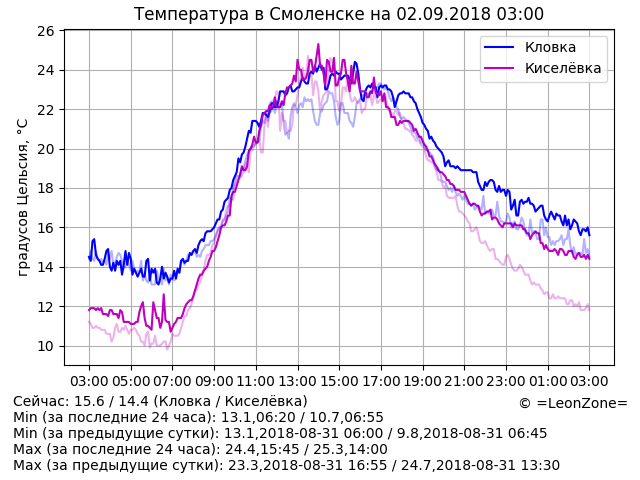 Температура в Смоленске на 02.09.2018 03:00
градусов Цельсия, °C
26
24
22
20
18
16
14
12
10
Кловка
Киселёвка
03:00 05:00 07:00 09:00 11:00 13:00 15:00 17:00 19:00 21:00 23:00 01:00 03:00
Сейчас: 15.6 / 14.4 (Кловка / Киселёвка)
© =LeonZone=
Min (за последние 24 часа): 13.1,06:20 / 10.7,06:55
Min (за предыдущие сутки): 13.1,2018-08-31 06:00 / 9.8,2018-08-31 06:45
Max (за последние 24 часа): 24.4,15:45 / 25.3,14:00
Max (за предыдущие сутки): 23.3,2018-08-31 16:55 / 24.7,2018-08-31 13:30